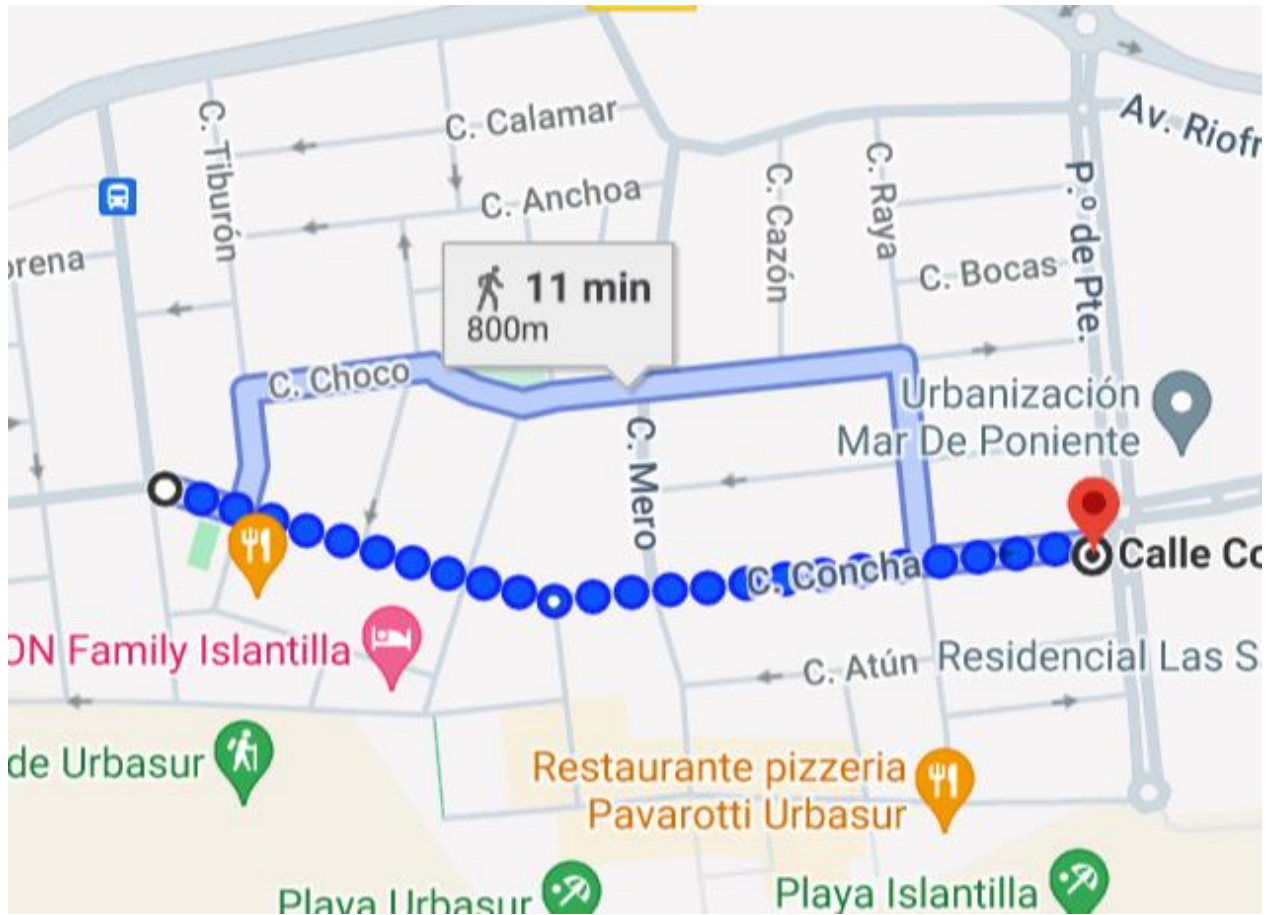 C. Tiburón
C. Calamar
C. Anchoa
C. Cazón
C. Raya
Av. Riofr
P.º de Pte.
orena
C. Bocas
11 min
800m
C. Choco
Urbanización
Mar De Poniente
C. Mero
C. Concha
Calle Co
ON Family Islantilla
C. Atún
Residencial Las S
de Urbasur
Restaurante pizzeria
Pavarotti Urbasur
Playa Urbasur
Playa Islantilla